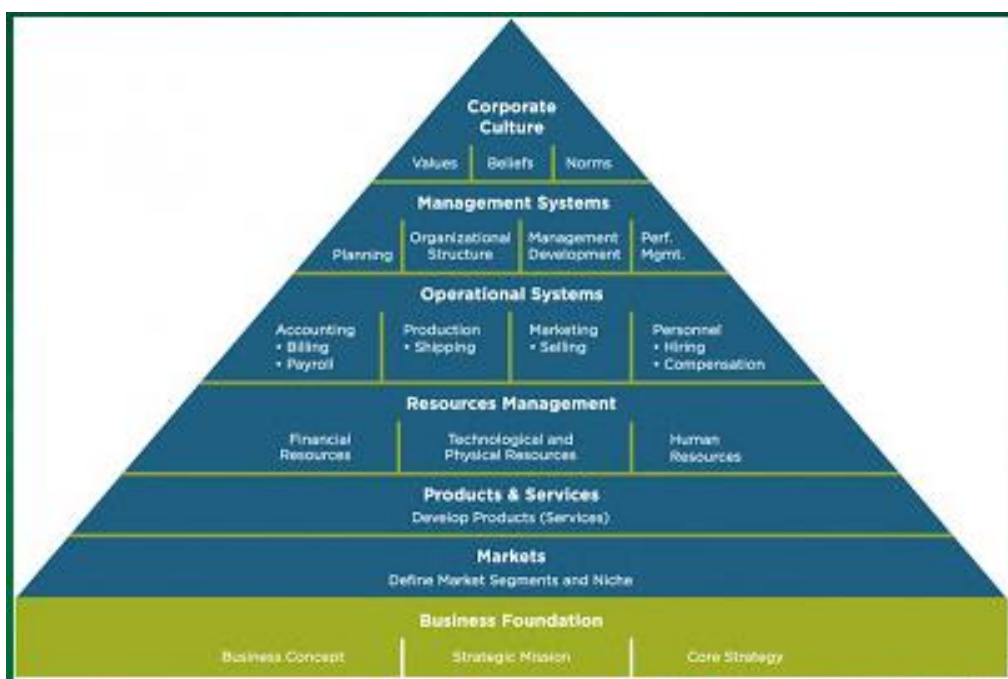 Corporate
Culture
Values Beliefs Norms
Management Systems
Planning
Organizational
Structure
Management
Development
Perf.
Mgmt.
Operational Systems
Accounting
• Billing
• Payroll
Production
• Shipping
Marketing
• Selling
Personnel
• Hiring
• Compensation
Resources Management
Financial
Resources
Technological and
Physical Resources
Human
Resources
Products & Services
Develop Products (Services)
Markets
Define Market Segments and Niche
Business Foundation
Business Concept Strategic Mission Core Strategy